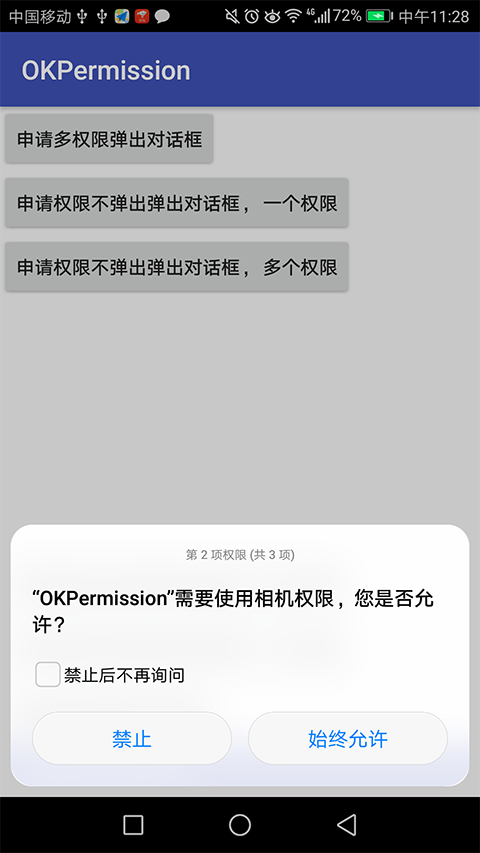 中国移动 4G 72% 中午11:28
OKPermission
申请多权限弹出对话框
申请权限不弹出弹出对话框，一个权限
申请权限不弹出弹出对话框，多个权限
第 2 项权限 (共 3 项)
“OKPermission”需要使用相机权限，您是否允
许？
禁止后不再询问
禁止
始终允许